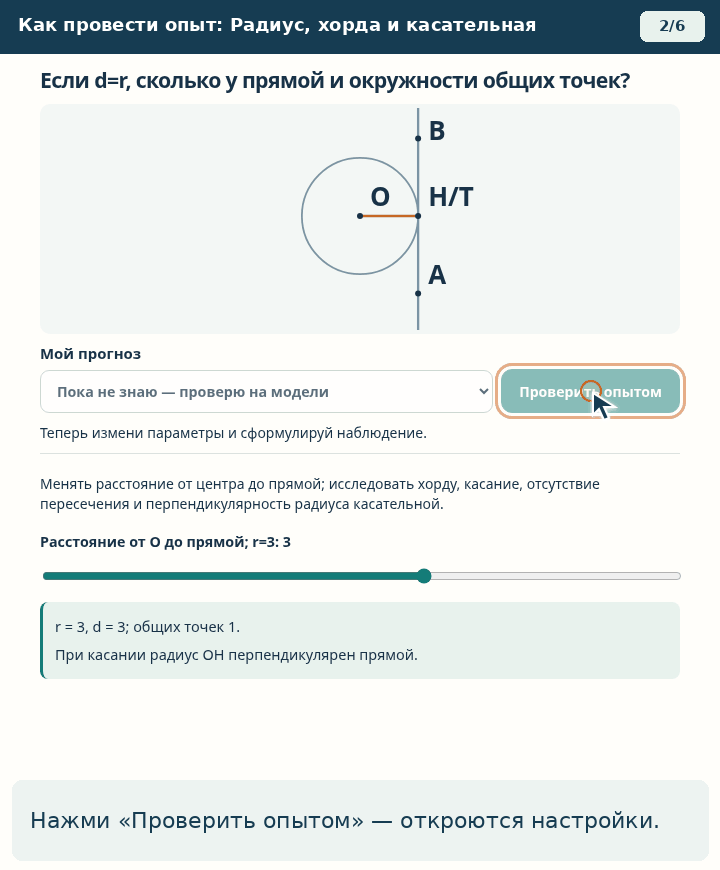 Как провести опыт: Радиус, хорда и касательная
2/6
Если d=r, сколько у прямой и окружности общих точек?
B
O
H/T
A
Мой прогноз
Пока не знаю — проверю на модели
Проверить опытом
Теперь измени параметры и сформулируй наблюдение.
Менять расстояние от центра до прямой; исследовать хорду, касание, отсутствие
пересечения и перпендикулярность радиуса касательной.
Расстояние от O до прямой; r=3: 3
r = 3, d = 3; общих точек 1.
При касании радиус OH перпендикулярен прямой.
Нажми «Проверить опытом» — откроются настройки.